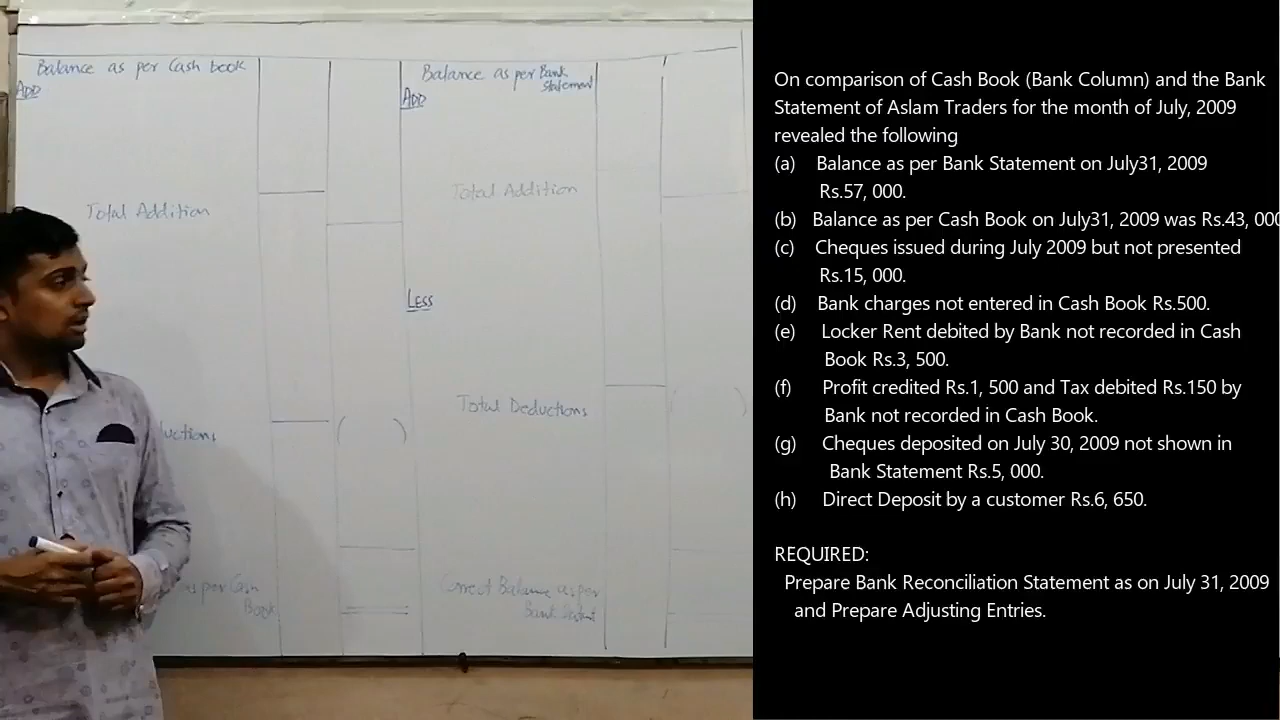 Balance as per Cash book
ADD
Total Addition
uctions
as per Cash
Book
Balance as per Bank
Statement
ADD
Total Addition
LESS
Total Deductions
Correct Balance as per
Bank
On comparison of Cash Book (Bank Column) and the Bank
Statement of Aslam Traders for the month of July, 2009
revealed the following
(a) Balance as per Bank Statement on July31, 2009
Rs.57, 000.
(b) Balance as per Cash Book on July31, 2009 was Rs.43, 000
(c) Cheques issued during July 2009 but not presented
Rs.15, 000.
(d) Bank charges not entered in Cash Book Rs.500.
(e) Locker Rent debited by Bank not recorded in Cash
Book Rs.3, 500.
(f) Profit credited Rs.1, 500 and Tax debited Rs.150 by
Bank not recorded in Cash Book.
(g) Cheques deposited on July 30, 2009 not shown in
Bank Statement Rs.5, 000.
(h) Direct Deposit by a customer Rs.6, 650.
REQUIRED:
Prepare Bank Reconciliation Statement as on July 31, 2009
and Prepare Adjusting Entries.